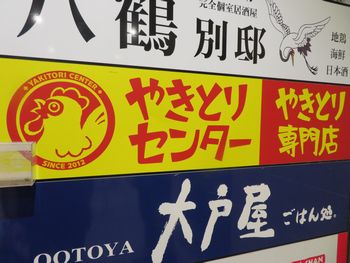 完全個室居酒屋
八鶴 別邸
地鶏
海鮮
日本酒
YAKITORI CENTER
SINCE 2012
やきとり
センター
やきとり
専門店
大戸屋 ごはん処。
OOTOYA